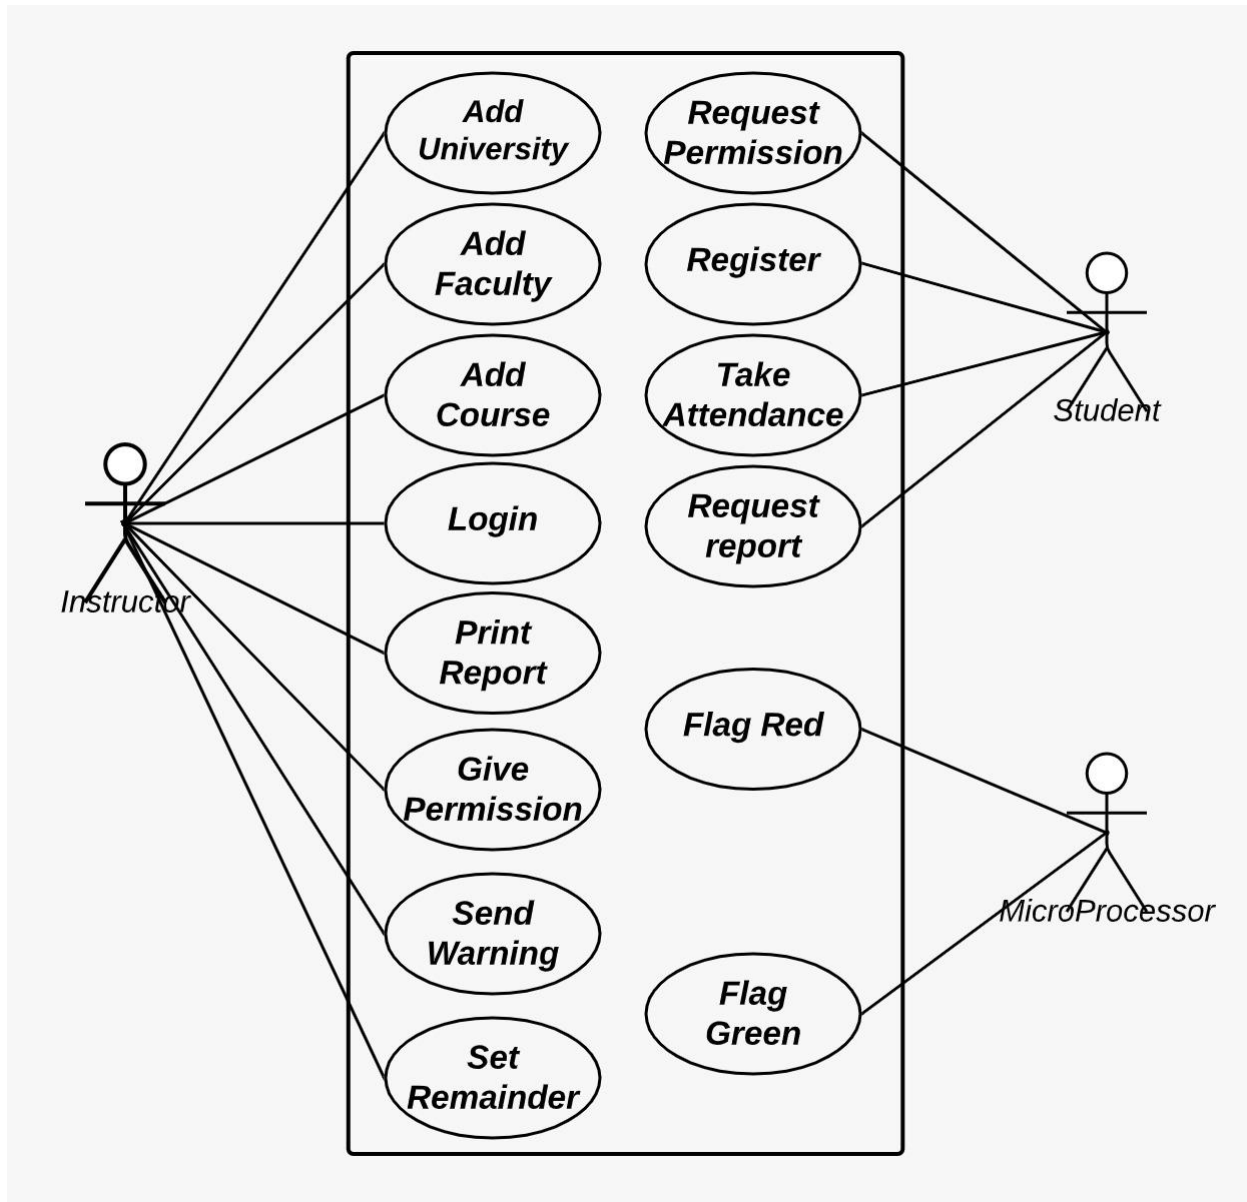 Add
University
Add
Faculty
Add
Course
Login
Print
Report
Give
Permission
Send
Warning
Set
Remainder
Request
Permission
Register
Take
Attendance
Request
report
Flag Red
Flag
Green
Instructor
Student
MicroProcessor